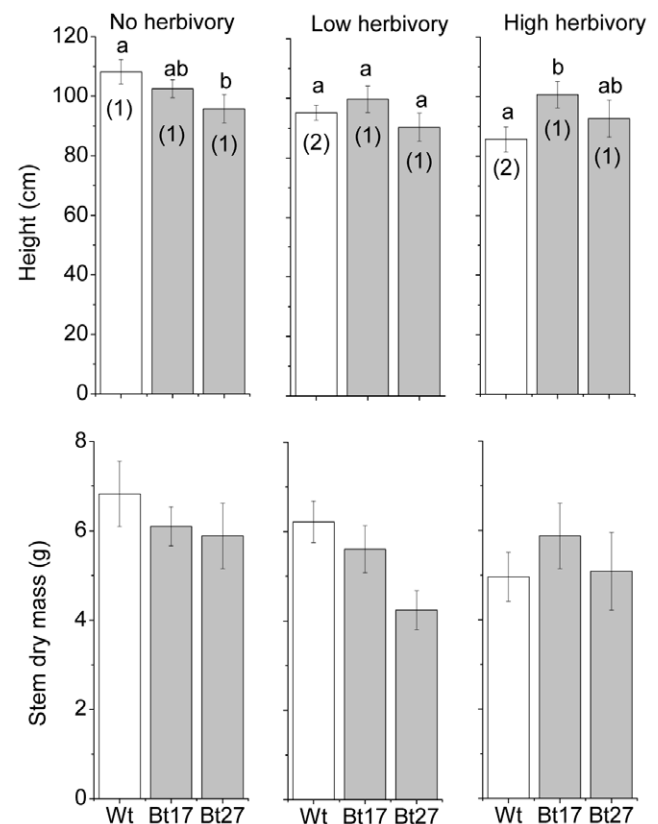 No herbivory Low herbivory High herbivory
Height (cm)
120
100
80
60
40
20
0
a ab b
(1) (1) (1)
a a a
(2) (1) (1)
a b ab
(2) (1) (1)
Stem dry mass (g)
8
6
4
2
0
Wt Bt17 Bt27 Wt Bt17 Bt27 Wt Bt17 Bt27